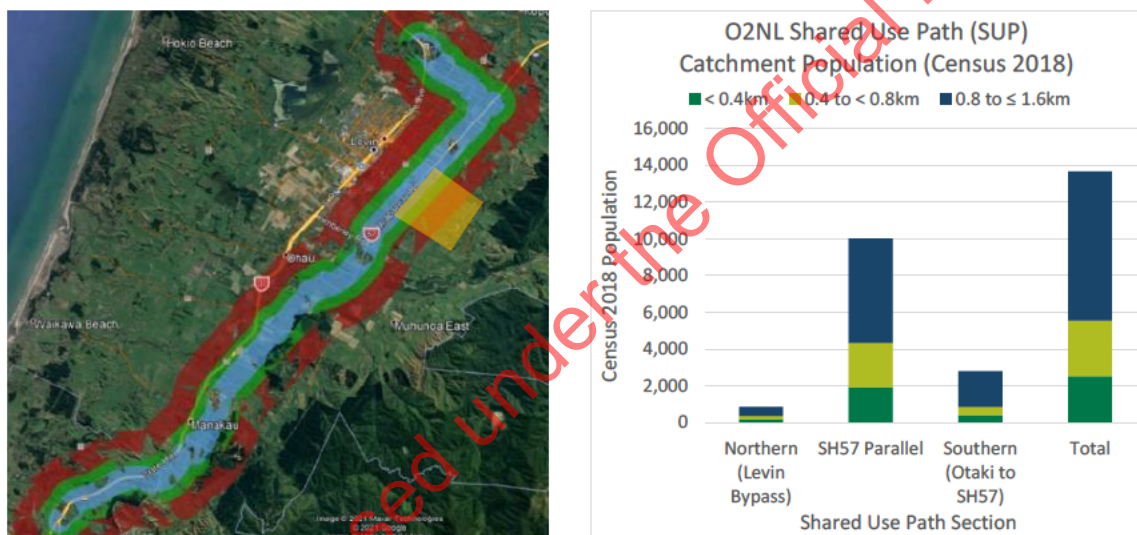 Hokio Beach
Levin
Ohau
Waikawa Beach
Muhunoa East
Manakau
Image © 2021 Maxar Technologies
© 2021 Google
sed under the Official
O2NL Shared Use Path (SUP)
Catchment Population (Census 2018)
< 0.4km 0.4 to < 0.8km 0.8 to ≤ 1.6km
Census 2018 Population
16,000
14,000
12,000
10,000
8,000
6,000
4,000
2,000
0
Northern (Levin Bypass)
SH57 Parallel
Southern (Otaki to SH57)
Total
Shared Use Path Section